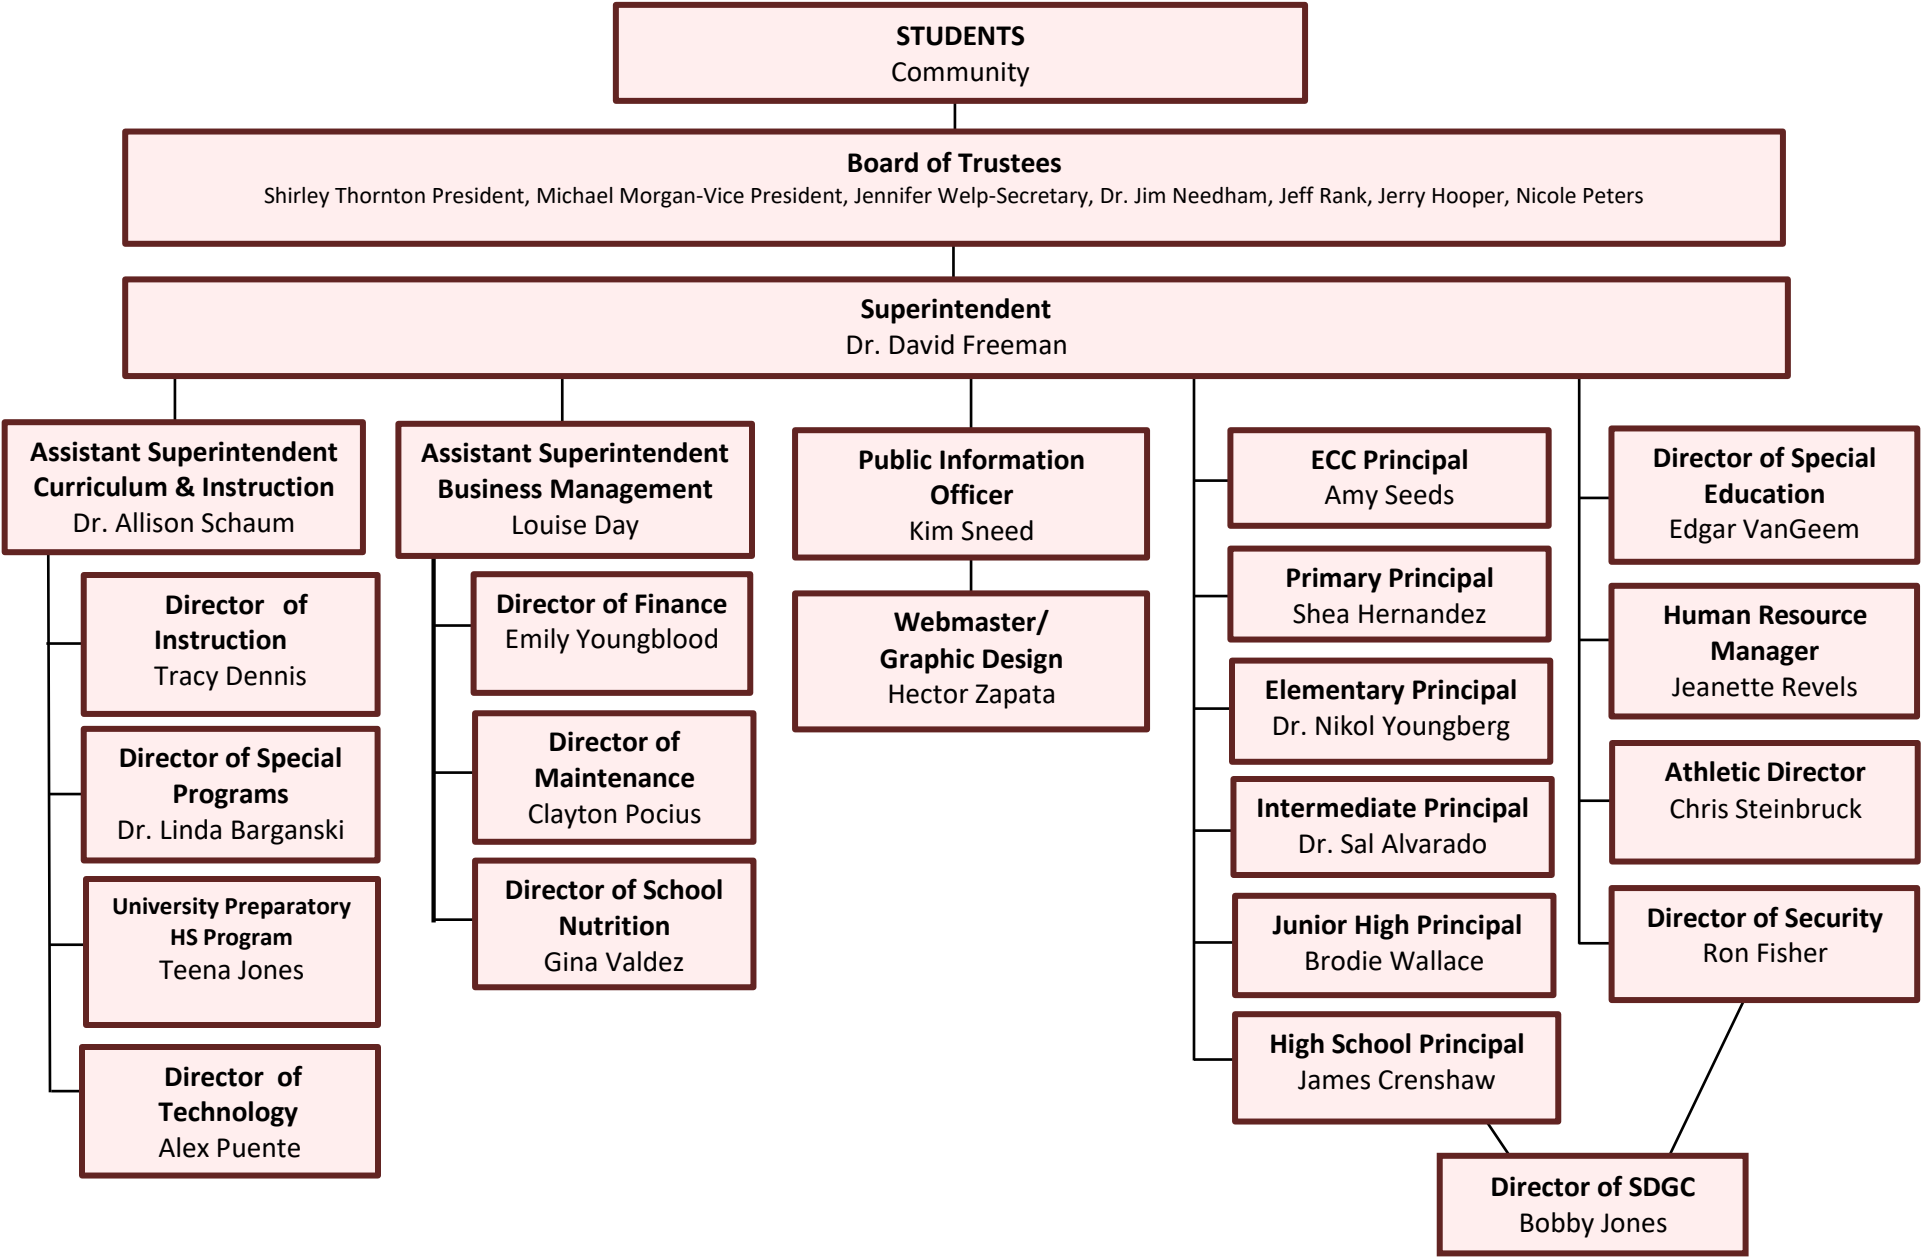 STUDENTS
Community
Board of Trustees
Shirley Thornton President, Michael Morgan-Vice President, Jennifer Welp-Secretary, Dr. Jim Needham, Jeff Rank, Jerry Hooper, Nicole Peters
Superintendent
Dr. David Freeman
Assistant Superintendent
Curriculum & Instruction
Dr. Allison Schaum
Director of
Instruction
Tracy Dennis
Director of Special
Programs
Dr. Linda Barganski
University Preparatory
HS Program
Teena Jones
Director of
Technology
Alex Puente
Assistant Superintendent
Business Management
Louise Day
Director of Finance
Emily Youngblood
Director of
Maintenance
Clayton Pocius
Director of School
Nutrition
Gina Valdez
Public Information
Officer
Kim Sneed
Webmaster/
Graphic Design
Hector Zapata
ECC Principal
Amy Seeds
Primary Principal
Shea Hernandez
Elementary Principal
Dr. Nikol Youngberg
Intermediate Principal
Dr. Sal Alvarado
Junior High Principal
Brodie Wallace
High School Principal
James Crenshaw
Director of Special
Education
Edgar VanGeem
Human Resource
Manager
Jeanette Revels
Athletic Director
Chris Steinbruck
Director of Security
Ron Fisher
Director of SDGC
Bobby Jones